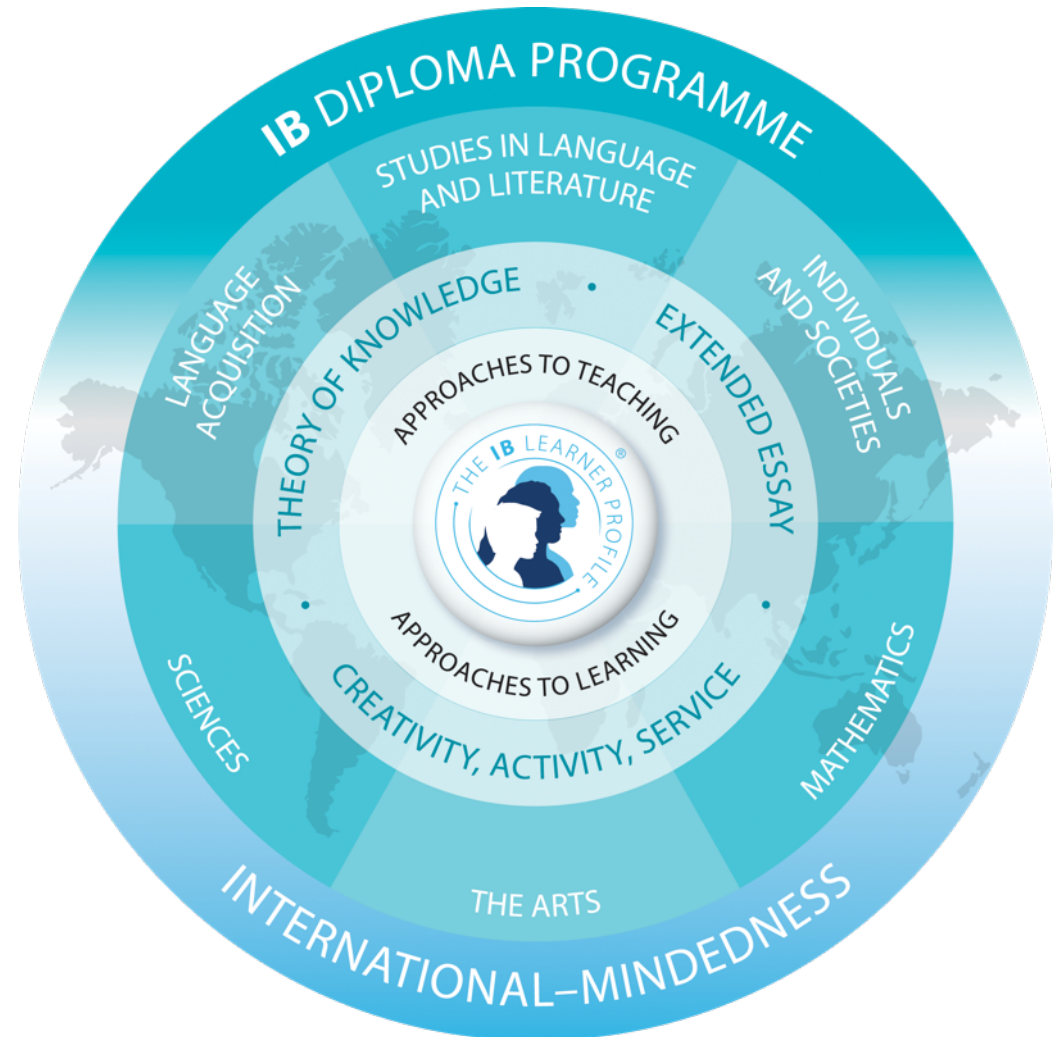 IB DIPLOMA PROGRAMME
STUDIES IN LANGUAGE
AND LITERATURE
LANGUAGE
ACQUISITION
INDIVIDUALS
AND SOCIETIES
THEORY OF KNOWLEDGE
•
EXTENDED ESSAY
•
APPROACHES TO TEACHING
THE IB LEARNER PROFILE®
APPROACHES TO LEARNING
•
CREATIVITY, ACTIVITY, SERVICE
SCIENCES
MATHEMATICS
THE ARTS
INTERNATIONAL–MINDEDNESS